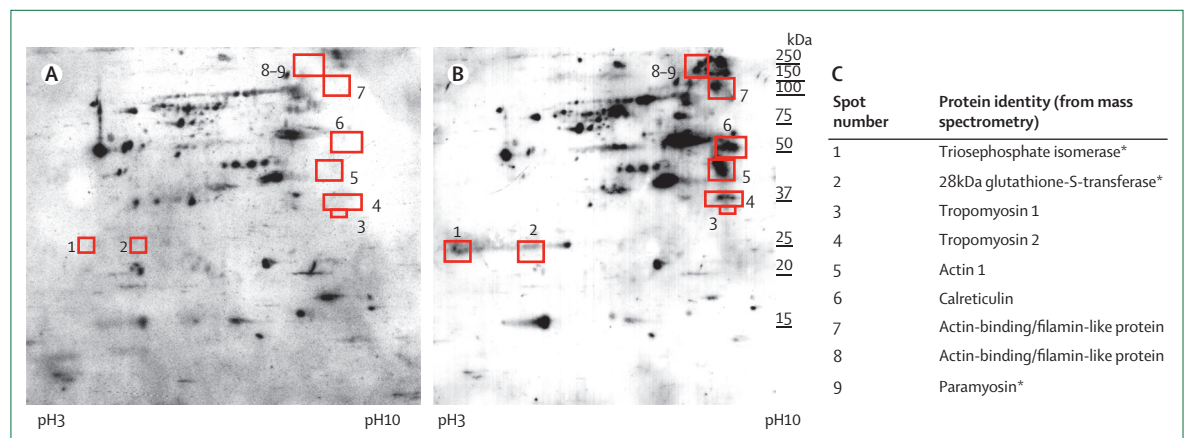 A
8–9
7
6
5
4
3
1
2
pH3
pH10
B
8–9
7
6
5
4
3
1
2
pH3
pH10
kDa
250
150
100
75
50
37
25
20
15
C
Spot number
Protein identity (from mass spectrometry)
1 Triosephosphate isomerase*
2 28kDa glutathione-S-transferase*
3 Tropomyosin 1
4 Tropomyosin 2
5 Actin 1
6 Calreticulin
7 Actin-binding/filamin-like protein
8 Actin-binding/filamin-like protein
9 Paramyosin*